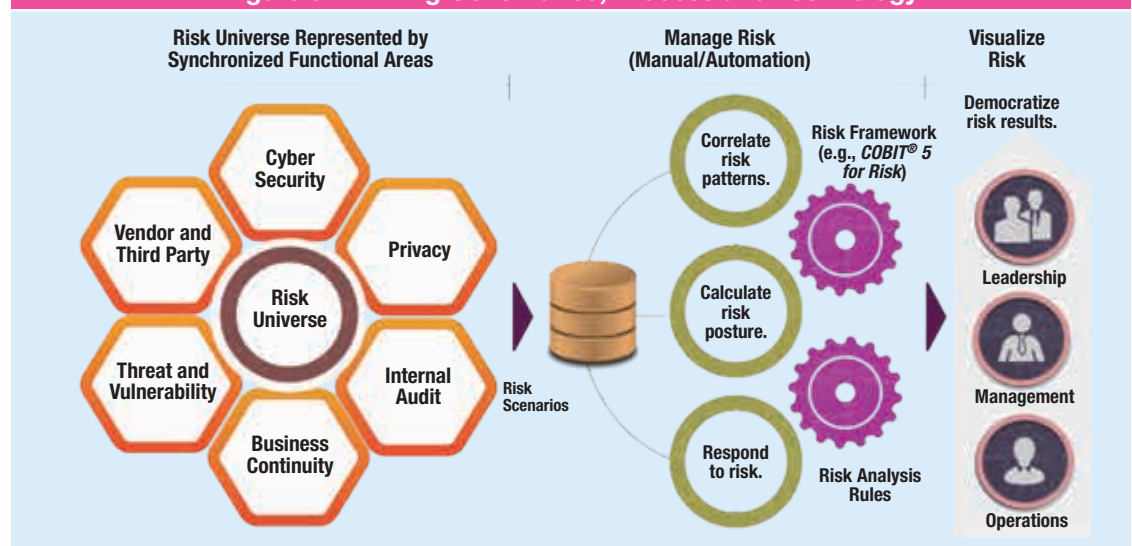 Risk Universe Represented by
Synchronized Functional Areas
Manage Risk
(Manual/Automation)
Visualize
Risk
Cyber
Security
Vendor and
Third Party
Privacy
Risk
Universe
Threat and
Vulnerability
Internal
Audit
Business
Continuity
Risk
Scenarios
Correlate
risk
patterns.
Calculate
risk
posture.
Respond
to risk.
Risk Framework
(e.g., COBIT® 5
for Risk)
Risk Analysis
Rules
Democratize
risk results.
Leadership
Management
Operations